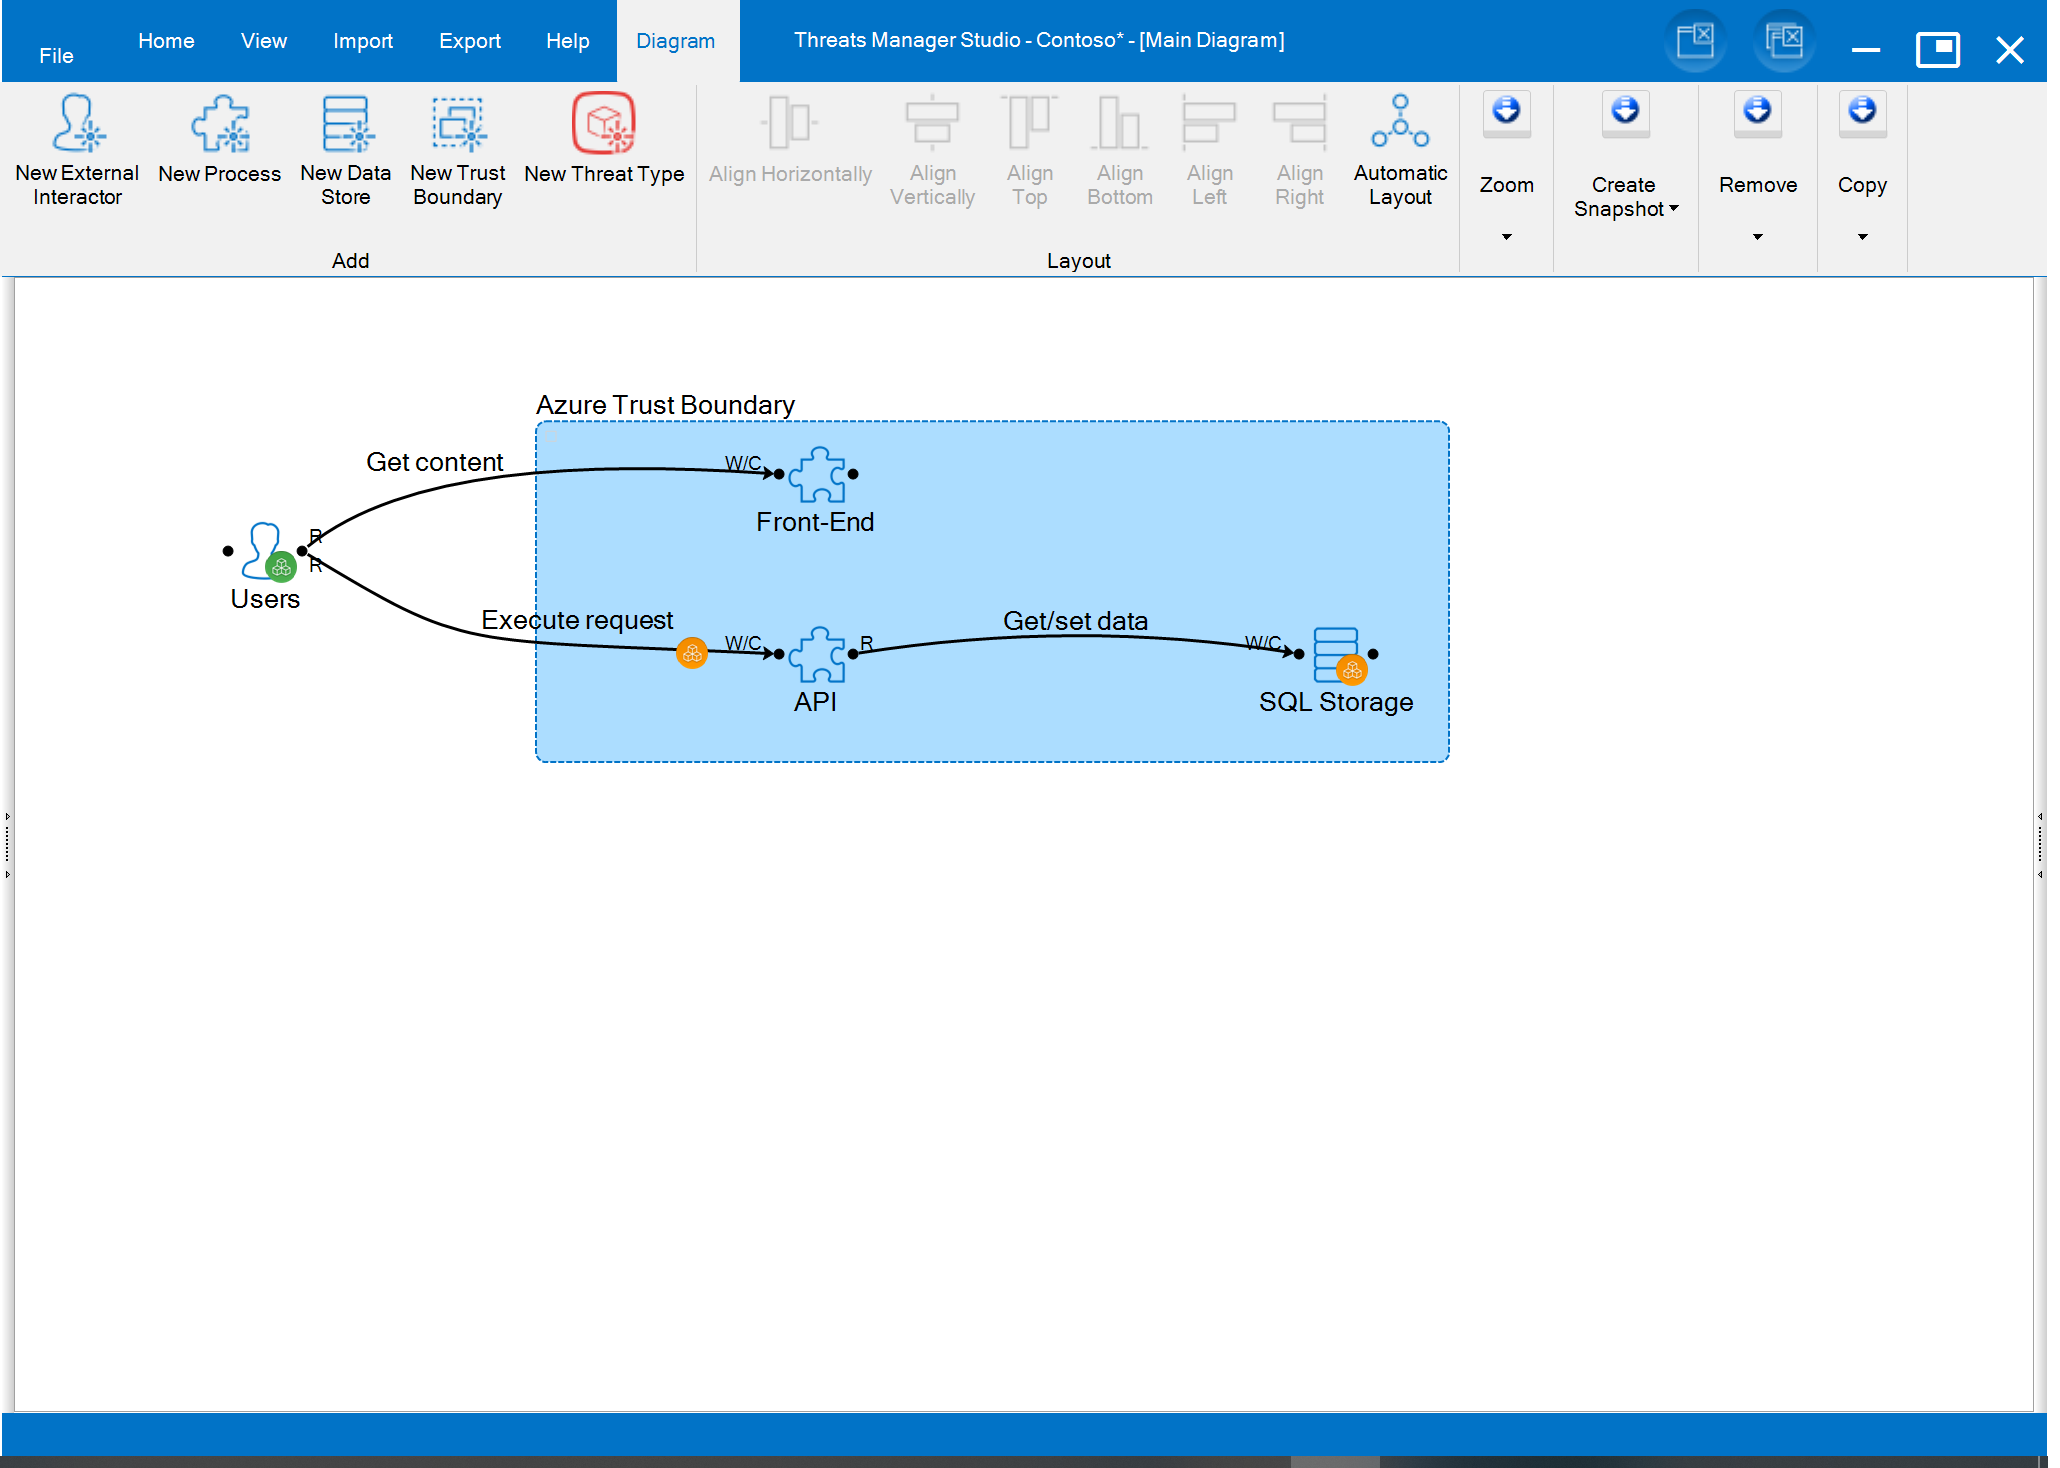 File
Home
View
Import
Export
Help
Diagram
Threats Manager Studio - Contoso* - [Main Diagram]
New External
Interactor
New Process
New Data
Store
New Trust
Boundary
New Threat Type
Add
Align Horizontally
Align
Vertically
Align
Top
Align
Bottom
Align
Left
Align
Right
Automatic
Layout
Layout
Zoom
Create
Snapshot
Remove
Copy
Azure Trust Boundary
Get content
W/C
Front-End
R
R
Users
Execute request
W/C
API
R
Get/set data
W/C
SQL Storage